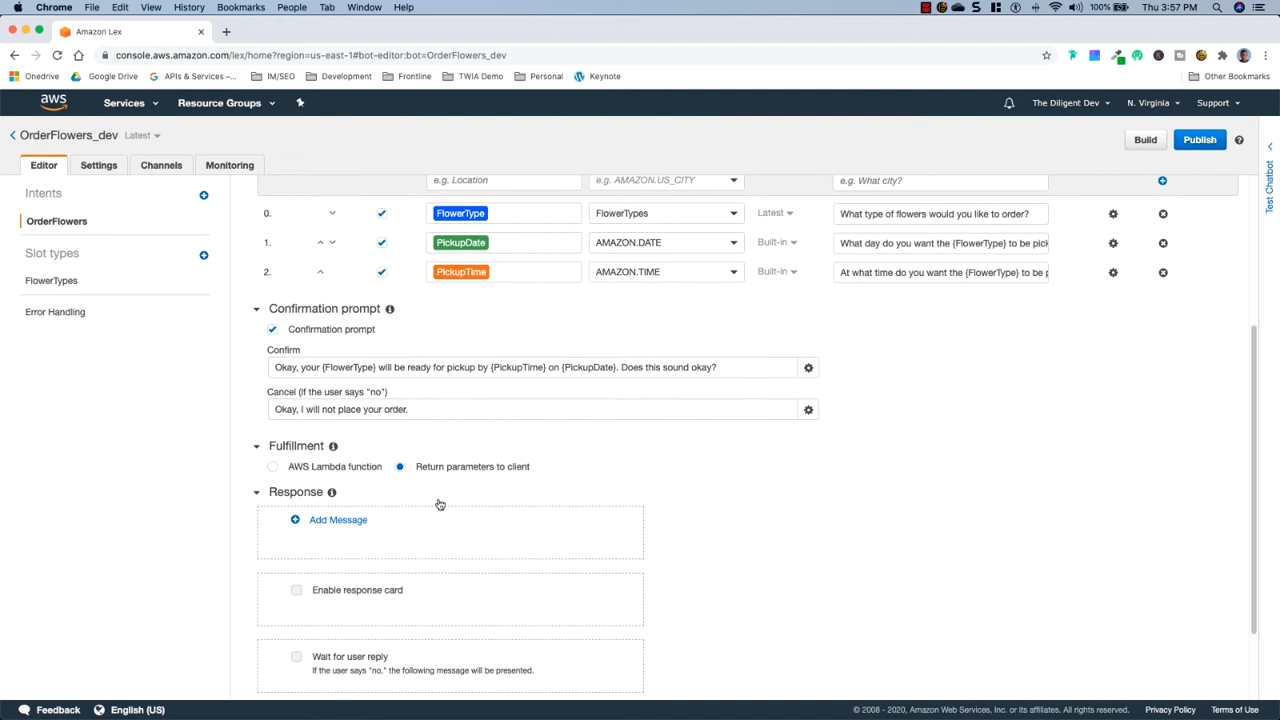 Chrome File Edit View History Bookmarks People Tab Window Help 100% Thu 3:57 PM
Amazon Lex
console.aws.amazon.com/lex/home?region=us-east-1#bot-editor:bot=OrderFlowers_dev
Onedrive Google Drive APIs & Services –... IM/SEO Development Frontline TWIA Demo Personal Keynote Other Bookmarks
aws Services Resource Groups The Diligent Dev N. Virginia Support
OrderFlowers_dev Latest Build Publish
Editor Settings Channels Monitoring
Test Chatbot
Intents
OrderFlowers
Slot types
FlowerTypes
Error Handling
e.g. Location e.g. AMAZON.US_CITY e.g. What city?
0. FlowerType FlowerTypes Latest What type of flowers would you like to order?
1. PickupDate AMAZON.DATE Built-in What day do you want the {FlowerType} to be pick
2. PickupTime AMAZON.TIME Built-in At what time do you want the {FlowerType} to be p
Confirmation prompt
Confirmation prompt
Confirm
Okay, your {FlowerType} will be ready for pickup by {PickupTime} on {PickupDate}. Does this sound okay?
Cancel (if the user says "no")
Okay, I will not place your order.
Fulfillment
AWS Lambda function Return parameters to client
Response
Add Message
Enable response card
Wait for user reply
If the user says "no," the following message will be presented.
Feedback English (US) © 2008 - 2020, Amazon Web Services, Inc. or its affiliates. All rights reserved. Privacy Policy Terms of Use